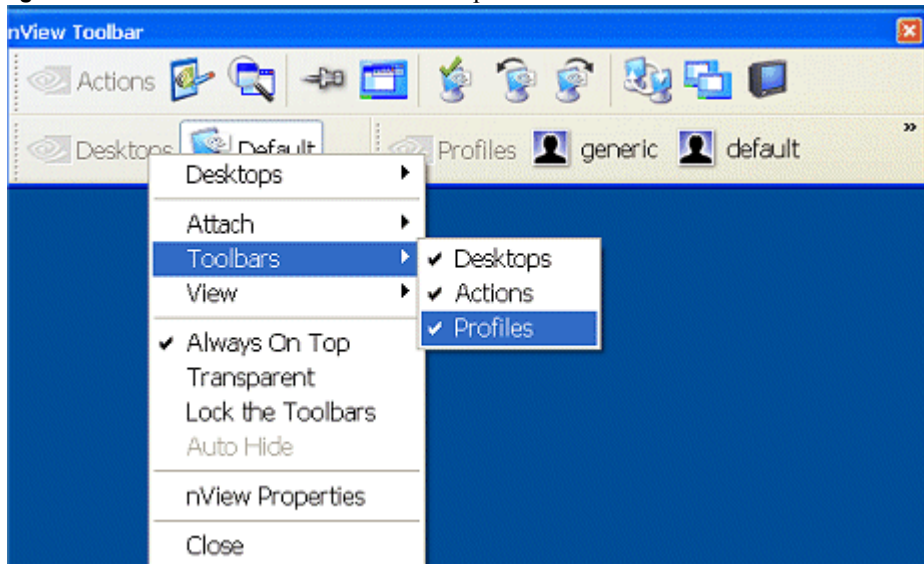 nView Toolbar
Actions
Desktops Default Profiles generic default
Desktops
Attach
Toolbars
View
Desktops
Actions
Profiles
Always On Top
Transparent
Lock the Toolbars
Auto Hide
nView Properties
Close